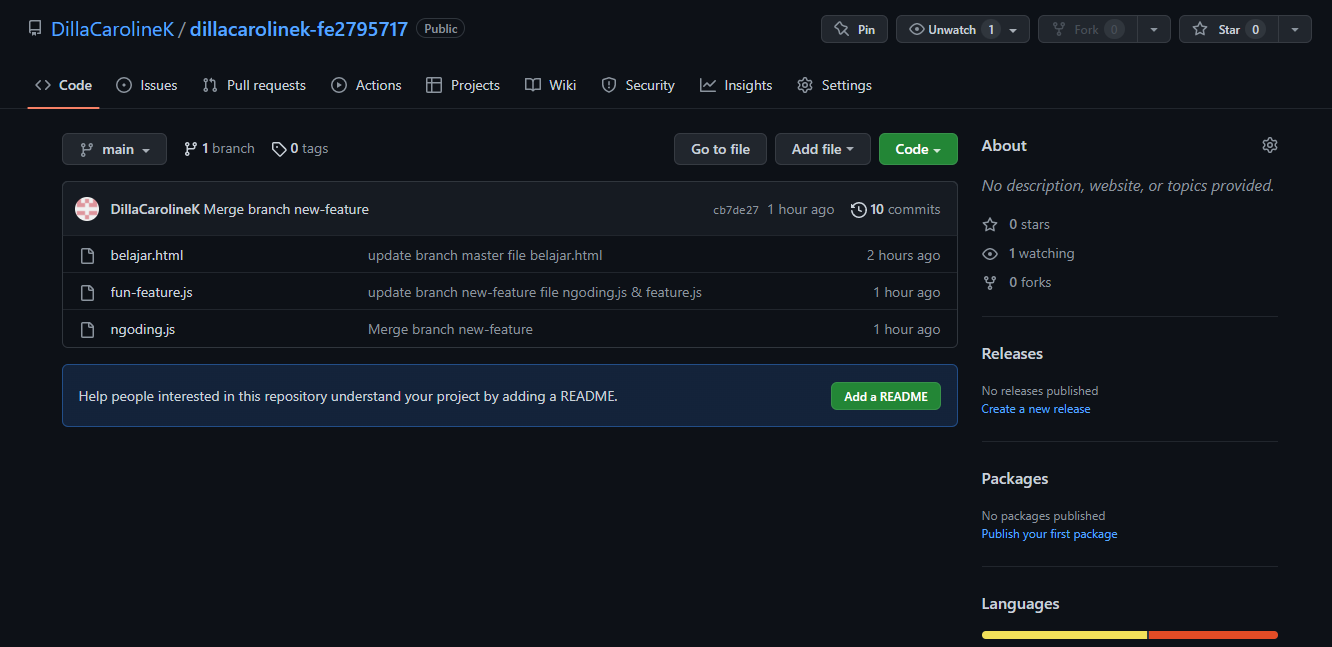 DillaCarolineK / dillacarolinek-fe2795717 Public
Pin Unwatch 1 Fork 0 Star 0
<> Code Issues Pull requests Actions Projects Wiki Security Insights Settings
main 1 branch 0 tags Go to file Add file Code
DillaCarolineK Merge branch new-feature cb7de27 1 hour ago 10 commits
belajar.html update branch master file belajar.html 2 hours ago
fun-feature.js update branch new-feature file ngoding.js & feature.js 1 hour ago
ngoding.js Merge branch new-feature 1 hour ago
Help people interested in this repository understand your project by adding a README. Add a README
About
No description, website, or topics provided.
0 stars
1 watching
0 forks
Releases
No releases published
Create a new release
Packages
No packages published
Publish your first package
Languages